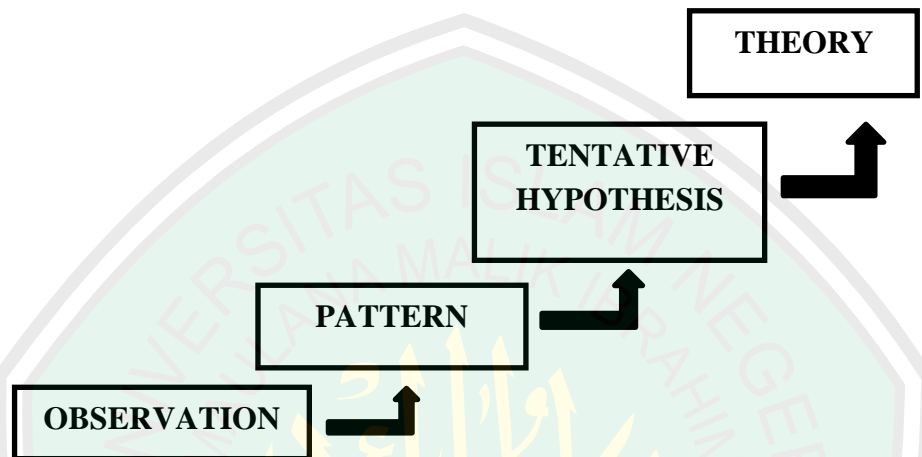 THEORY
TENTATIVE
HYPOTHESIS
PATTERN
OBSERVATION